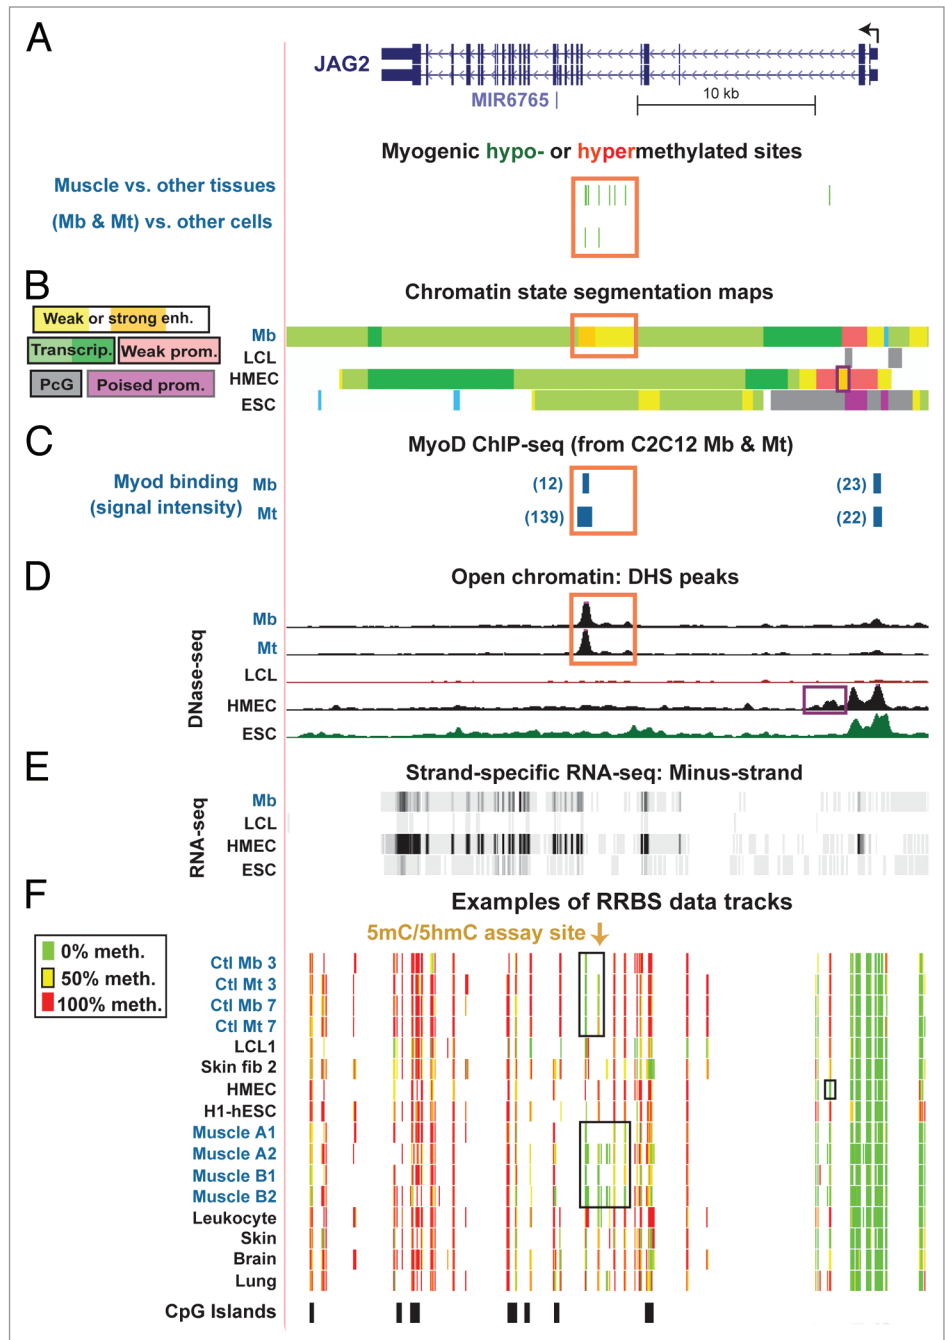 A
JAG2
MIR6765
10 kb
Myogenic hypo- or hypermethylated sites
Muscle vs. other tissues
(Mb & Mt) vs. other cells
B
Chromatin state segmentation maps
Weak or strong enh.
Transcrip. Weak prom.
PcG Poised prom.
Mb
LCL
HMEC
ESC
C
MyoD ChIP-seq (from C2C12 Mb & Mt)
Myod binding
(signal intensity)
Mb (12) (23)
Mt (139) (22)
D
Open chromatin: DHS peaks
DNase-seq
Mb
Mt
LCL
HMEC
ESC
E
Strand-specific RNA-seq: Minus-strand
RNA-seq
Mb
LCL
HMEC
ESC
F
Examples of RRBS data tracks
5mC/5hmC assay site
0% meth.
50% meth.
100% meth.
Ctl Mb 3
Ctl Mt 3
Ctl Mb 7
Ctl Mt 7
LCL1
Skin fib 2
HMEC
H1-hESC
Muscle A1
Muscle A2
Muscle B1
Muscle B2
Leukocyte
Skin
Brain
Lung
CpG Islands